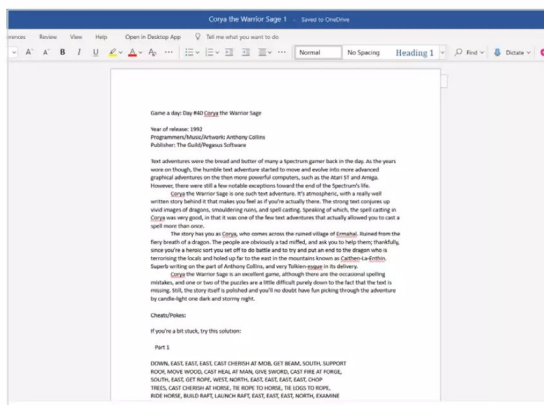 Corya the Warrior Sage 1 - Saved to OneDrive
Review View Help Open in Desktop App Tell me what you want to do
B I U A Normal No Spacing Heading 1 Find Dictate
Game a day: Day #40 Corya the Warrior Sage
Year of release: 1992
Programmers/Music/Artwork: Anthony Collins
Publisher: The Guild/Pegasus Software
Text adventures were the bread and butter of many a Spectrum gamer back in the day. As the years
wore on though, the humble text adventure started to move and evolve into more advanced
graphical adventures on the then more powerful computers, such as the Atari ST and Amiga.
However, there were still a few notable exceptions toward the end of the Spectrum's life.
Corya the Warrior Sage is one such text adventure. It's atmospheric, with a really well
written story behind it that makes you feel as if you're actually there. The strong text conjures up
vivid images of dragons, smouldering ruins, and spell casting. Speaking of which, the spell casting in
Corya was very good, in that it was one of the few text adventures that actually allowed you to cast a
spell more than once.
The story has you as Corya, who comes across the ruined village of Ermahal. Ruined from the
fiery breath of a dragon. The people are obviously a tad miffed, and ask you to help them; thankfully,
since you're a heroic sort you set off to do battle and to try and put an end to the dragon who is
terrorising the locals and holed up far to the east in the mountains known as Caithen-La-Enthin.
Superb writing on the part of Anthony Collins, and very Tolkien-esque in its delivery.
Corya the Warrior Sage is an excellent game, although there are the occasional spelling
mistakes, and one or two of the puzzles are a little difficult purely down to the fact that the text is
missing. Still, the story itself is polished and you'll no doubt have fun picking through the adventure
by candle-light one dark and stormy night.
Cheats/Pokes:
If you're a bit stuck, try this solution:
Part 1
DOWN, EAST, EAST, EAST, CAST CHERISH AT MOB, GET BEAM, SOUTH, SUPPORT
ROOF, MOVE WOOD, CAST HEAL AT MAN, GIVE SWORD, CAST FIRE AT FORGE,
SOUTH, EAST, GET ROPE, WEST, NORTH, EAST, EAST, EAST, EAST, CHOP
TREES, CAST CHERISH AT HORSE, TIE ROPE TO HORSE, TIE LOGS TO ROPE,
RIDE HORSE, BUILD RAFT, LAUNCH RAFT, EAST, EAST, EAST, NORTH, EXAMINE